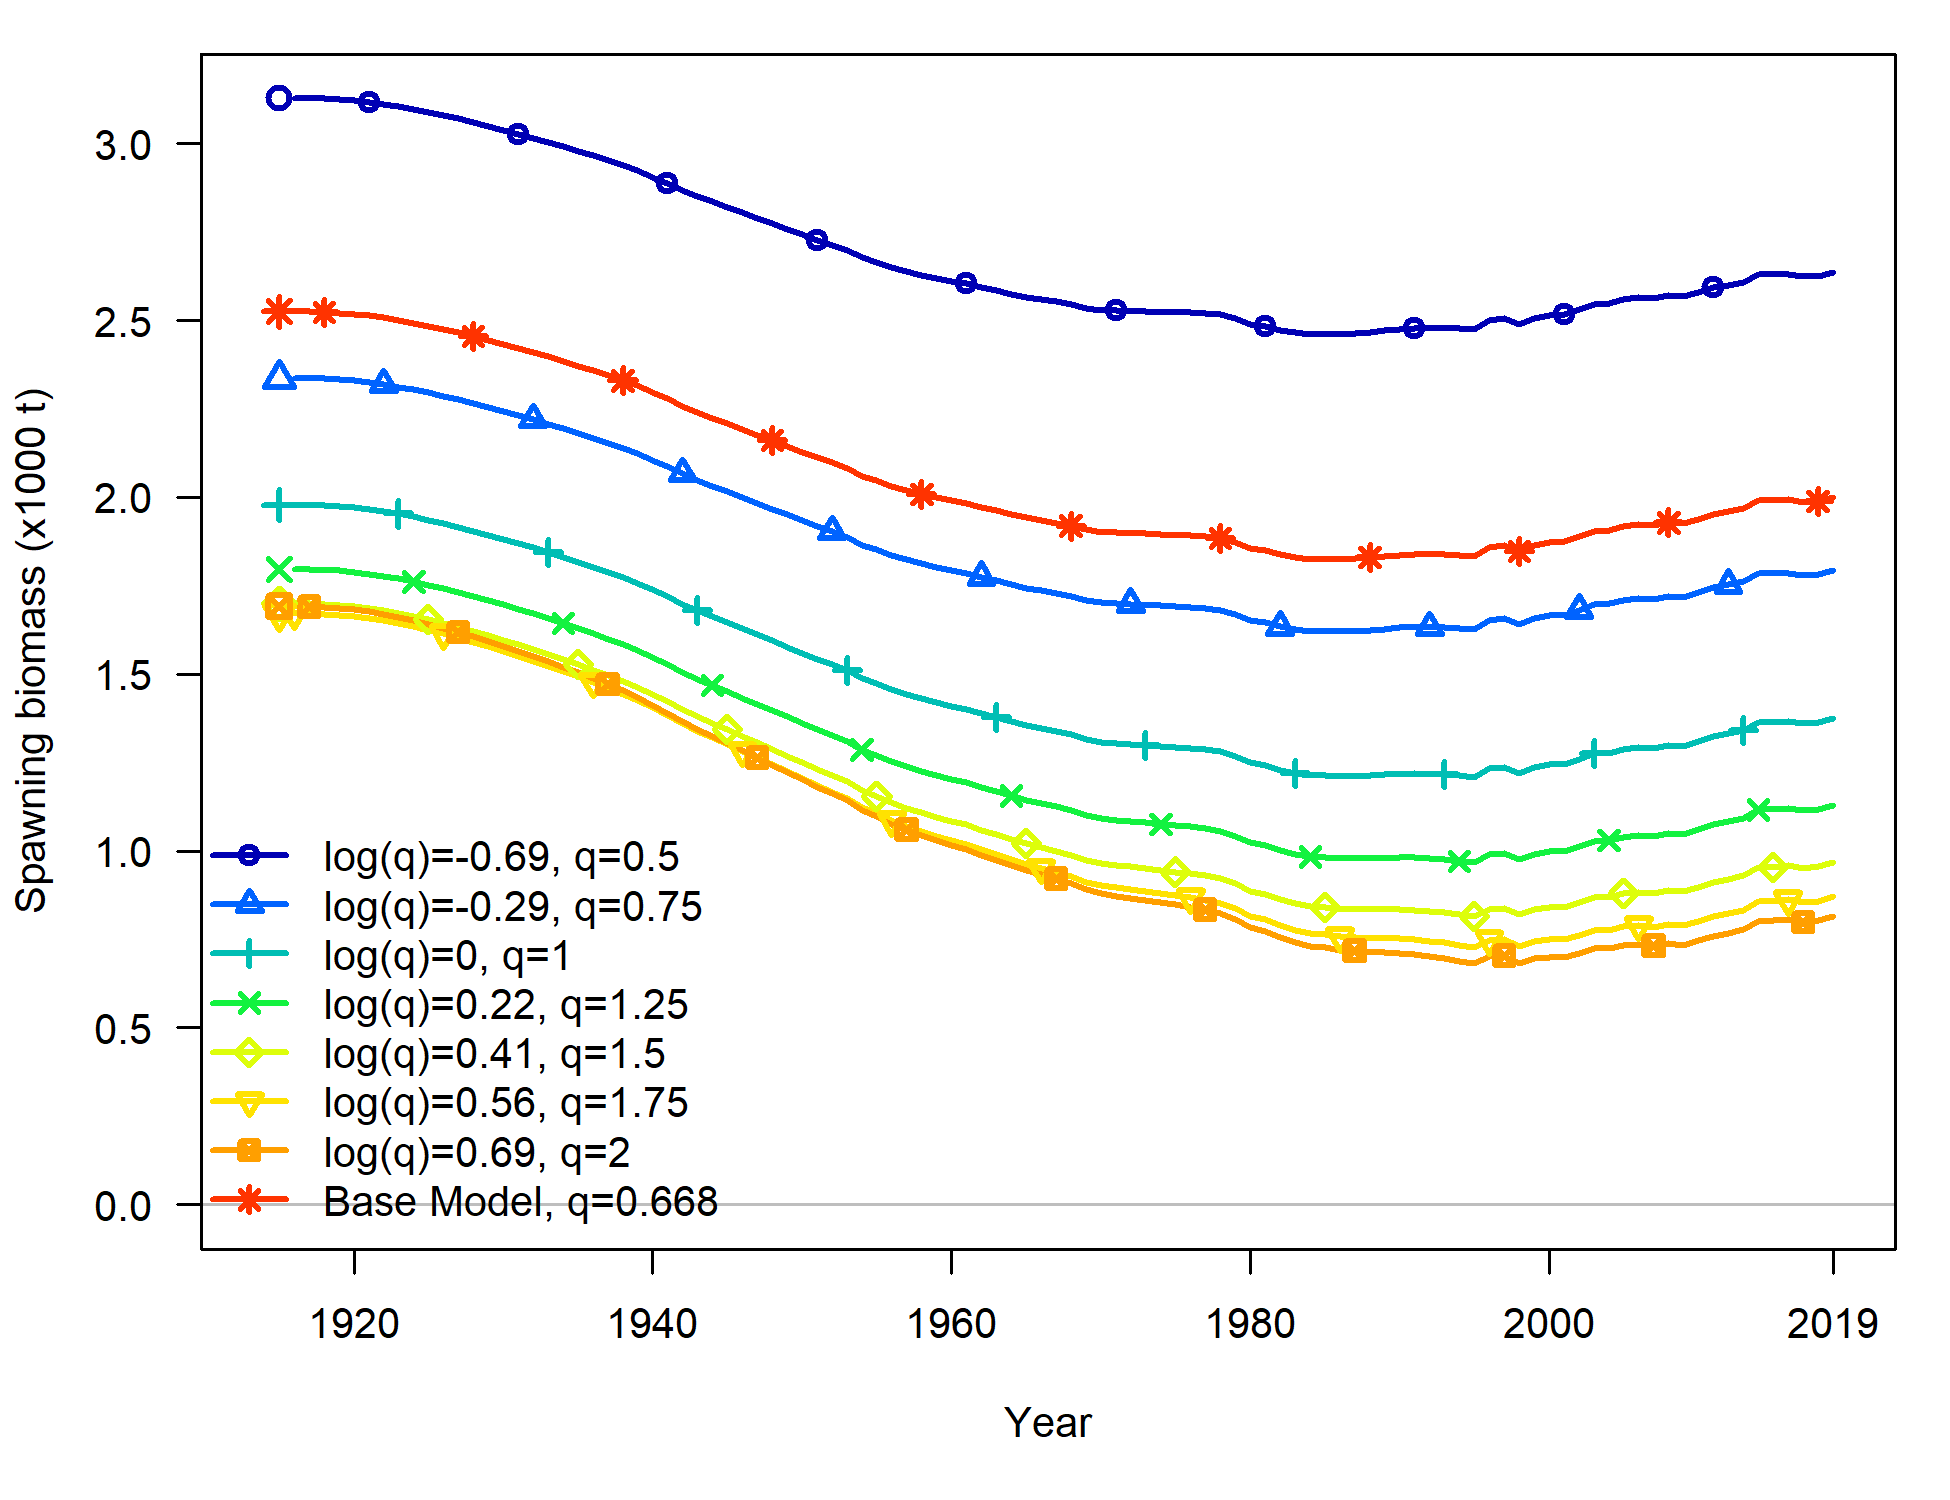 Spawning biomass (x1000 t)
3.0
2.5
2.0
1.5
1.0
0.5
0.0
log(q)=-0.69, q=0.5
log(q)=-0.29, q=0.75
log(q)=0, q=1
log(q)=0.22, q=1.25
log(q)=0.41, q=1.5
log(q)=0.56, q=1.75
log(q)=0.69, q=2
Base Model, q=0.668
1920 1940 1960 1980 2000 2019
Year